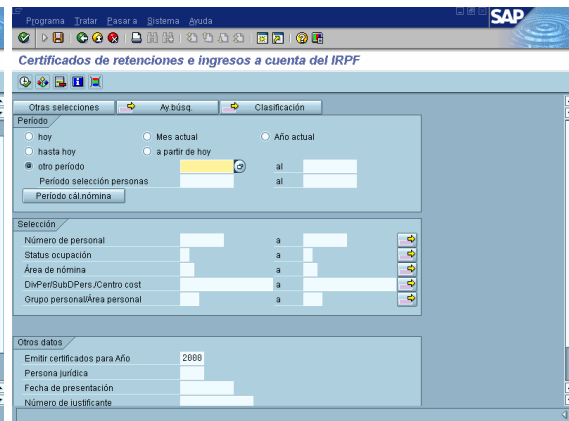 Programa Tratar Pasar a Sistema Ayuda
SAP
Certificados de retenciones e ingresos a cuenta del IRPF
Otras selecciones Ay.búsq. Clasificación
Período
hoy Mes actual Año actual
hasta hoy a partir de hoy
otro período al
Período selección personas al
Período cál.nómina
Selección
Número de personal a
Status ocupación a
Área de nómina a
DivPer/SubDPers./Centro cost a
Grupo personal/Área personal a
Otros datos
Emitir certificados para Año 2000
Persona jurídica
Fecha de presentación
Número de justificante